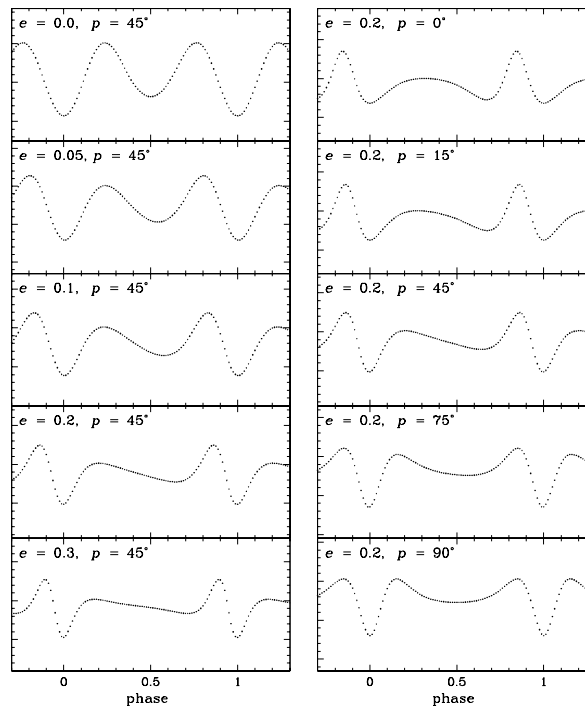 e = 0.0, p = 45°
e = 0.05, p = 45°
e = 0.1, p = 45°
e = 0.2, p = 45°
e = 0.3, p = 45°
0 0.5 1
phase
e = 0.2, p = 0°
e = 0.2, p = 15°
e = 0.2, p = 45°
e = 0.2, p = 75°
e = 0.2, p = 90°
0 0.5 1
phase